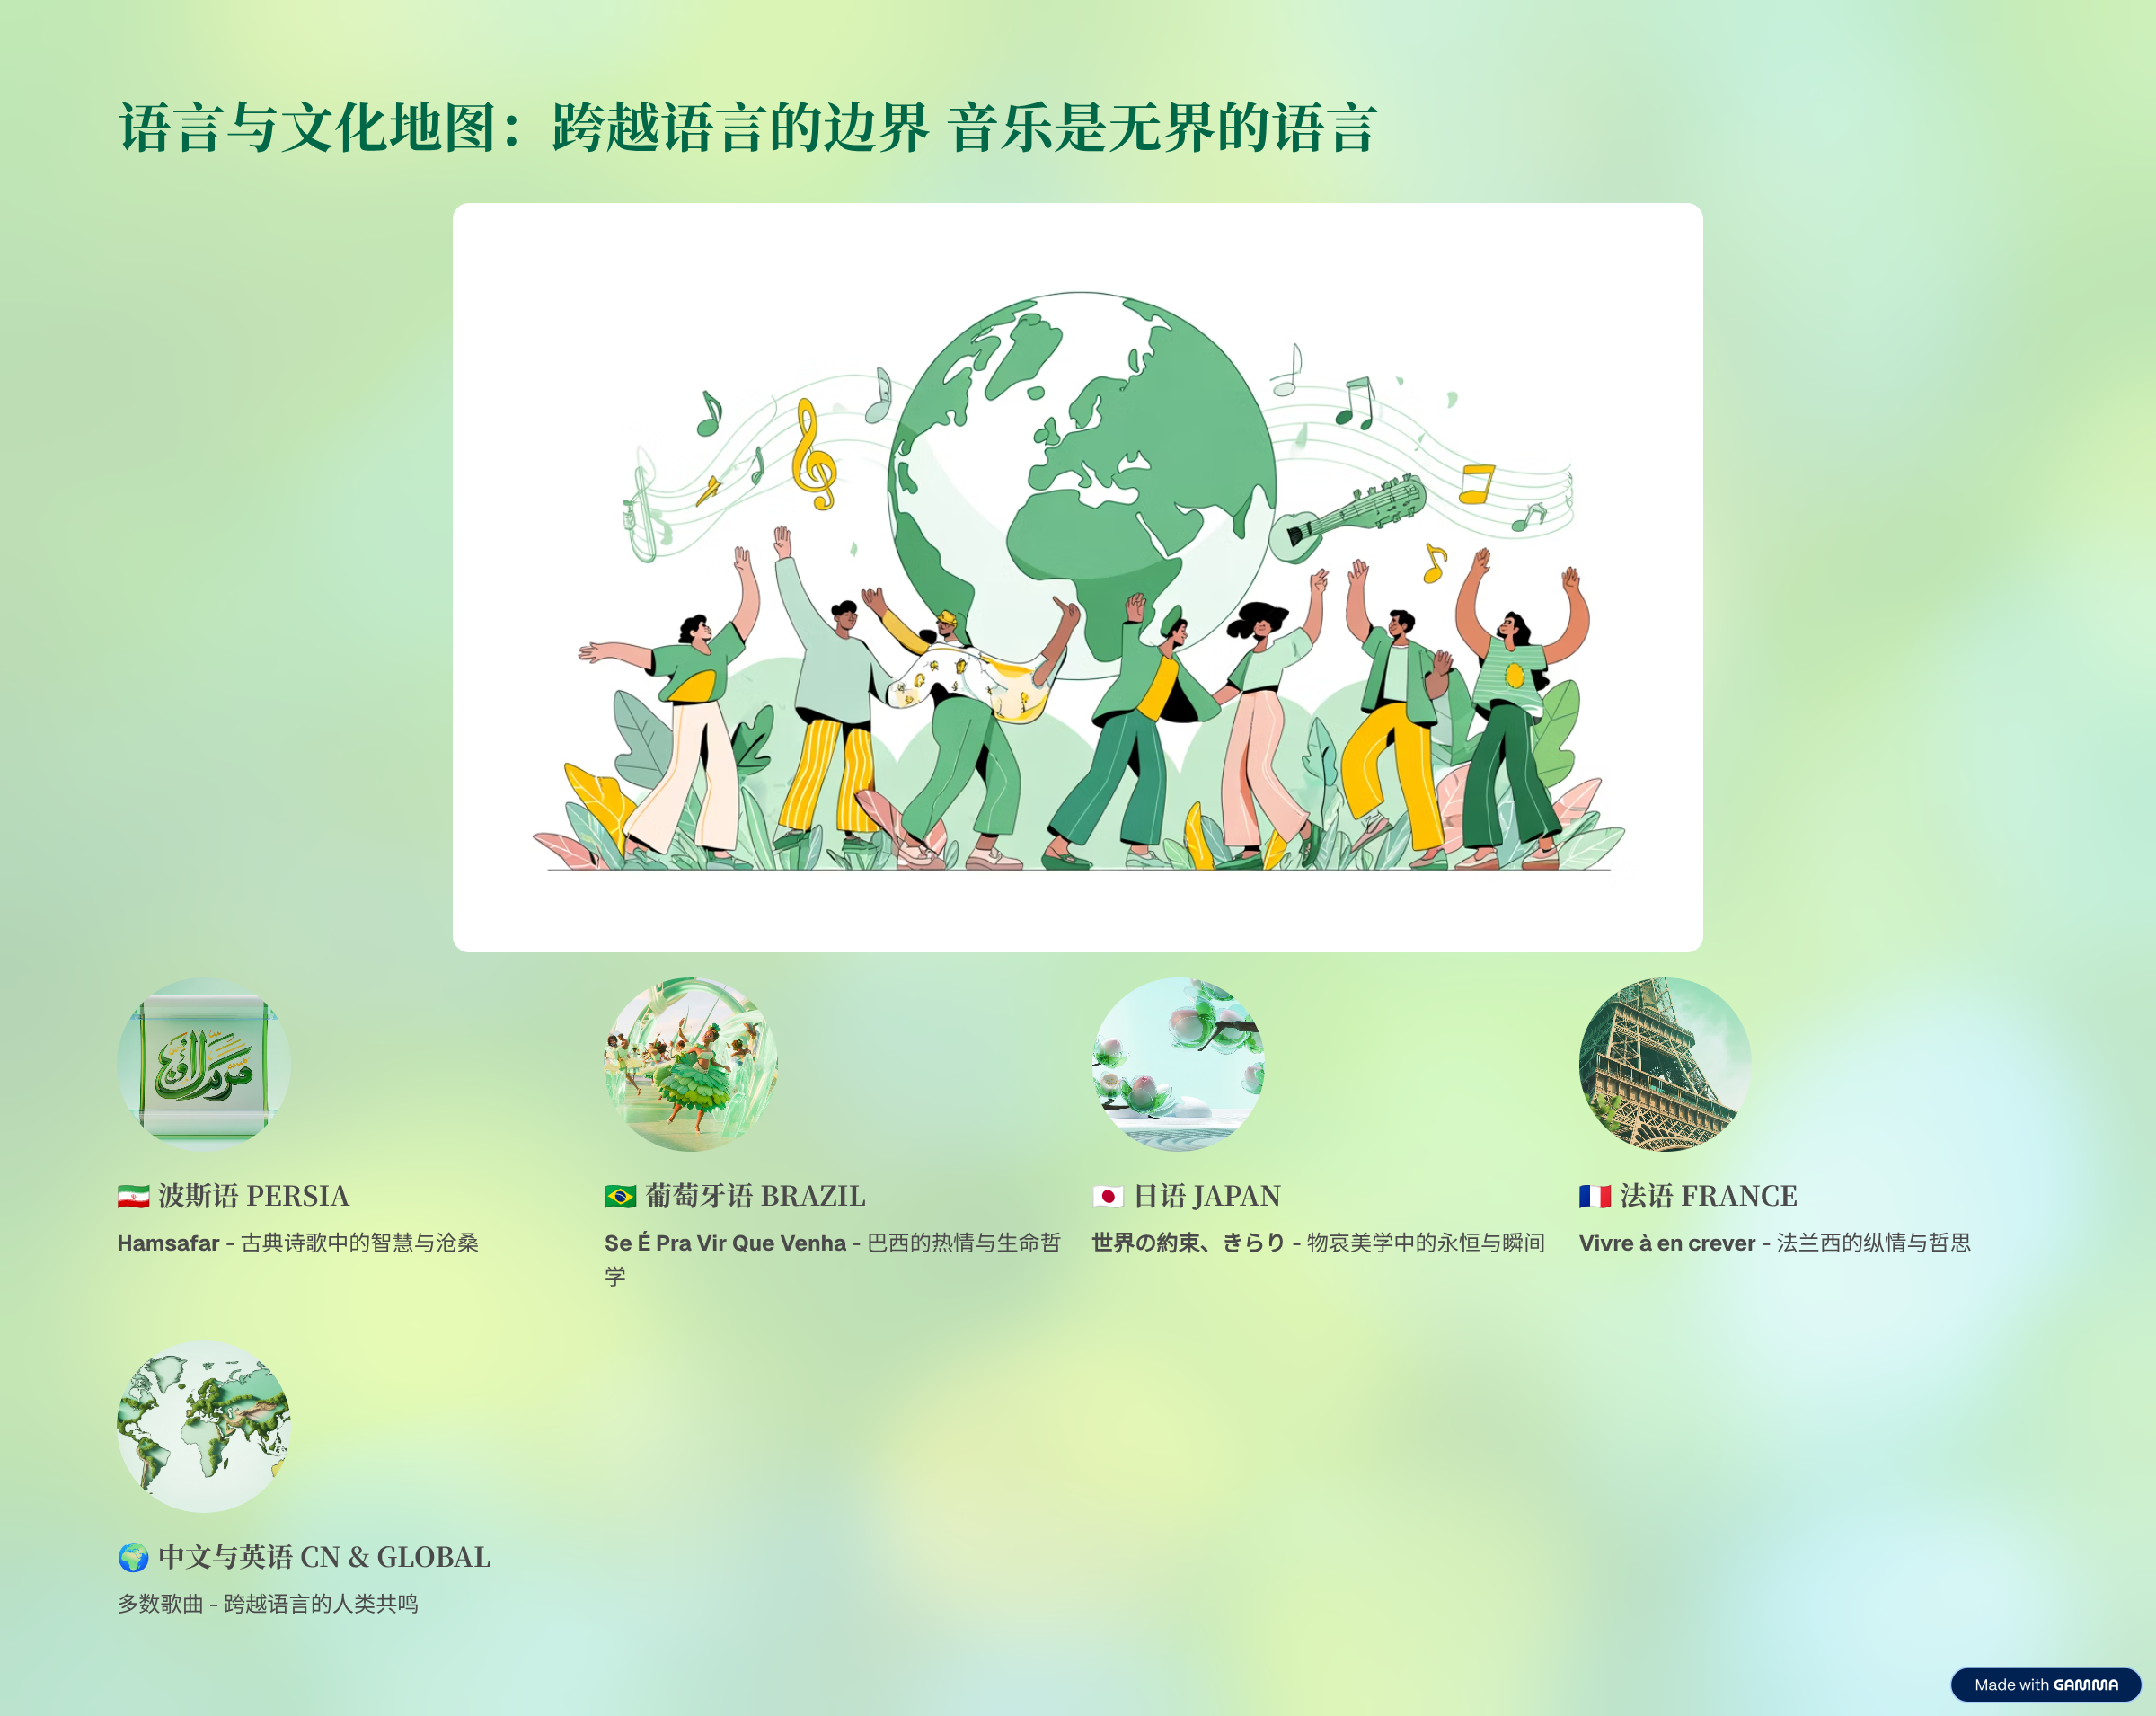 语言与文化地图：跨越语言的边界 音乐是无界的语言
🇮🇷 波斯语 PERSIA
Hamsafar - 古典诗歌中的智慧与沧桑
🇧🇷 葡萄牙语 BRAZIL
Se É Pra Vir Que Venha - 巴西的热情与生命哲
学
🇯🇵 日语 JAPAN
世界の約束、きらり - 物哀美学中的永恒与瞬间
🇫🇷 法语 FRANCE
Vivre à en crever - 法兰西的纵情与哲思
🌍 中文与英语 CN & GLOBAL
多数歌曲 - 跨越语言的人类共鸣
Made with GAMMA